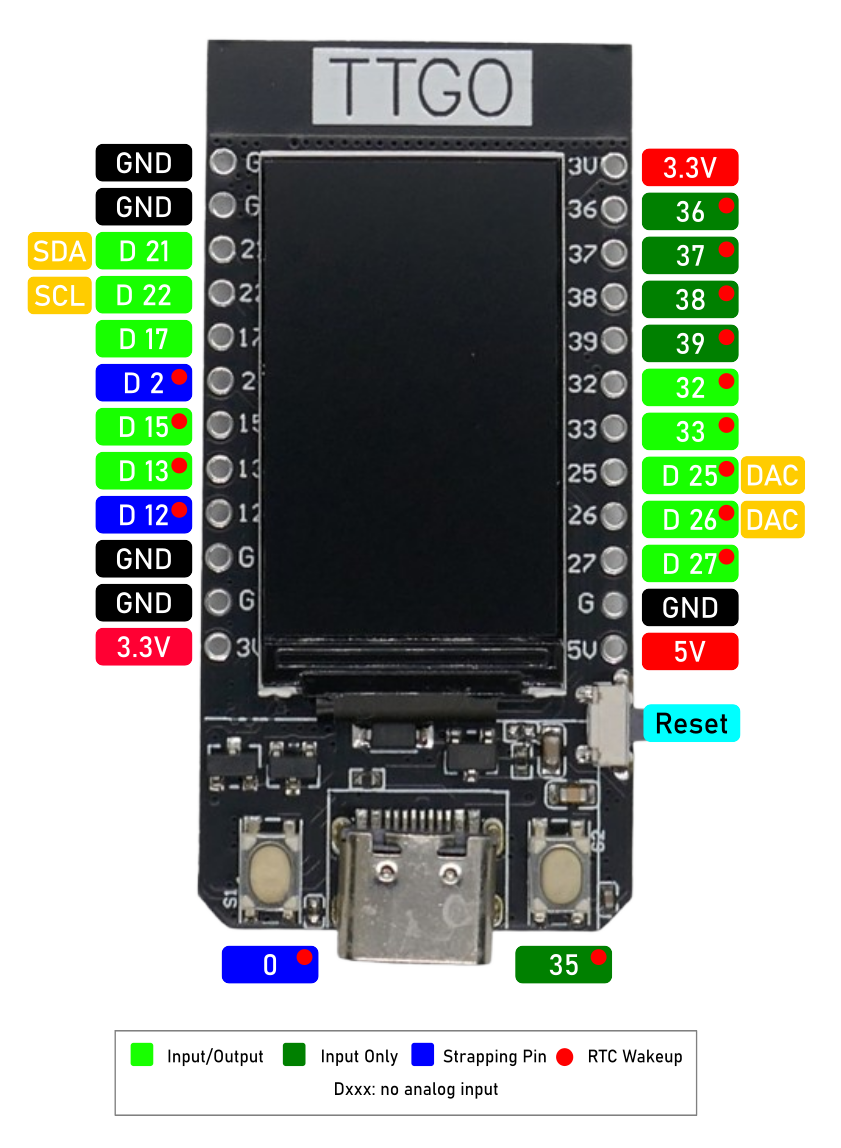 TTGO
GND G 3V 3.3V
GND G 36 36
SDA D 21 21 37 37
SCL D 22 22 38 38
D 17 17 39 39
D 2 2 32 32
D 15 15 33 33
D 13 13 25 D 25 DAC
D 12 12 26 D 26 DAC
GND G 27 D 27
GND G G GND
3.3V 3V 5V 5V
Reset
S1
0 35
Input/Output Input Only Strapping Pin RTC Wakeup
Dxxx: no analog input